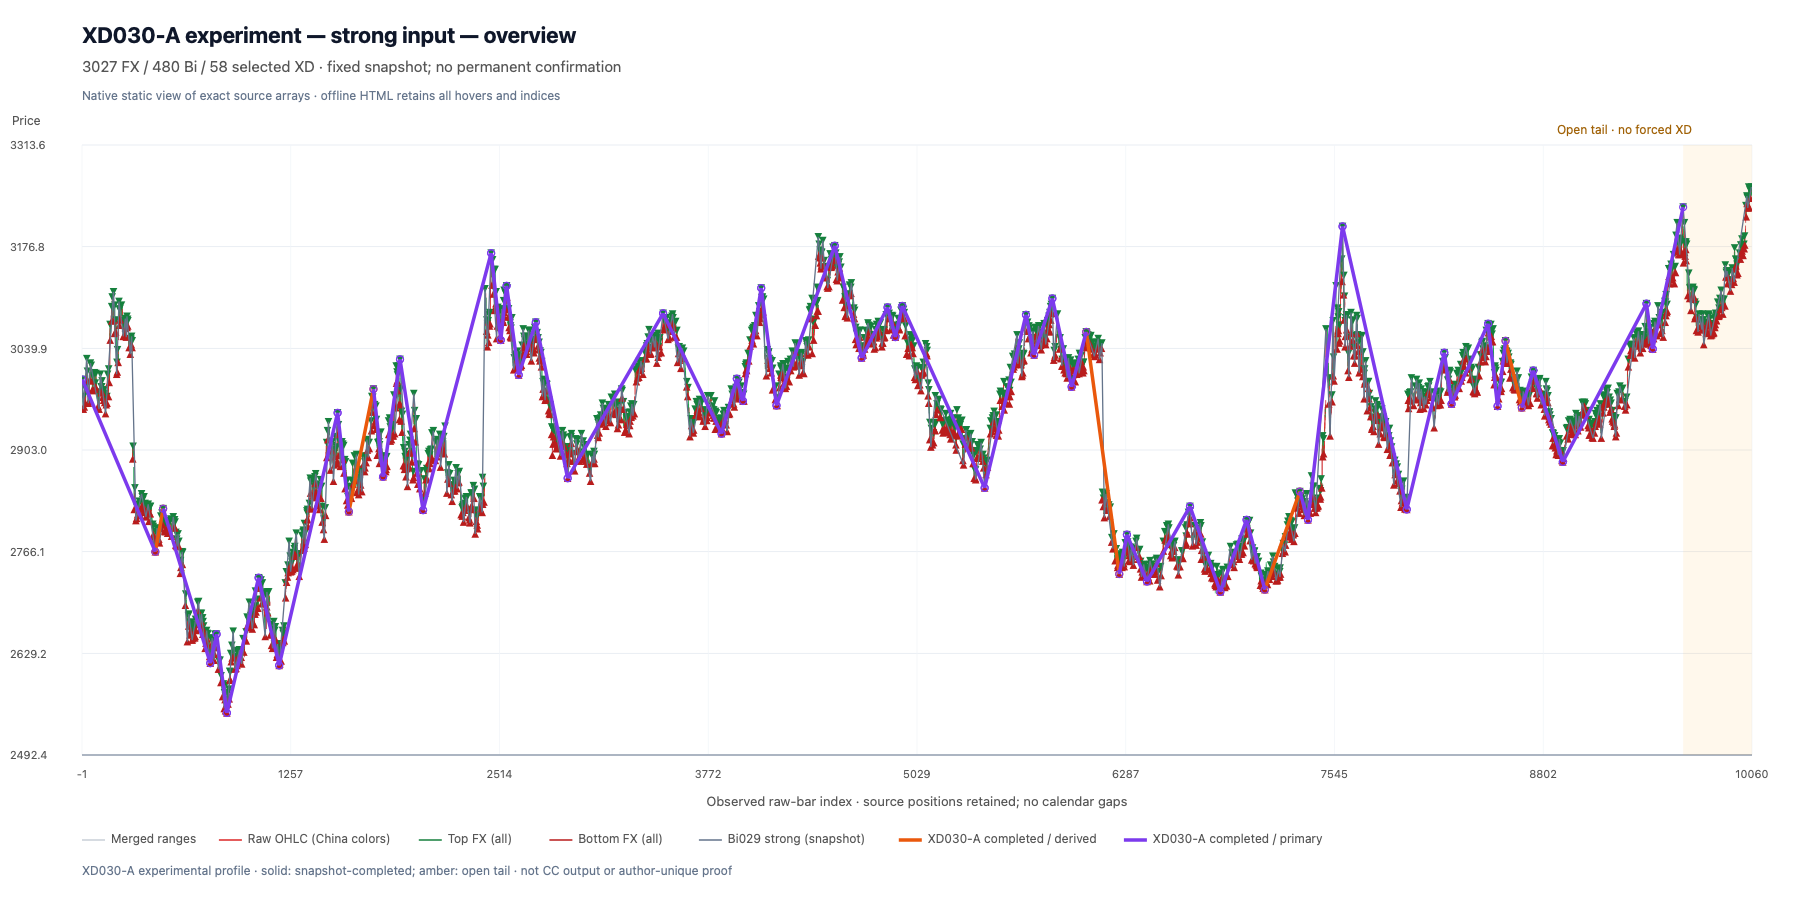 XD030-A experiment — strong input — overview
3027 FX / 480 Bi / 58 selected XD · fixed snapshot; no permanent confirmation
Native static view of exact source arrays · offline HTML retains all hovers and indices
Price
Open tail · no forced XD
3313.6
3176.8
3039.9
2903.0
2766.1
2629.2
2492.4
-1 1257 2514 3772 5029 6287 7545 8802 10060
Observed raw-bar index · source positions retained; no calendar gaps
Merged ranges Raw OHLC (China colors) Top FX (all) Bottom FX (all) Bi029 strong (snapshot) XD030-A completed / derived XD030-A completed / primary
XD030-A experimental profile · solid: snapshot-completed; amber: open tail · not CC output or author-unique proof